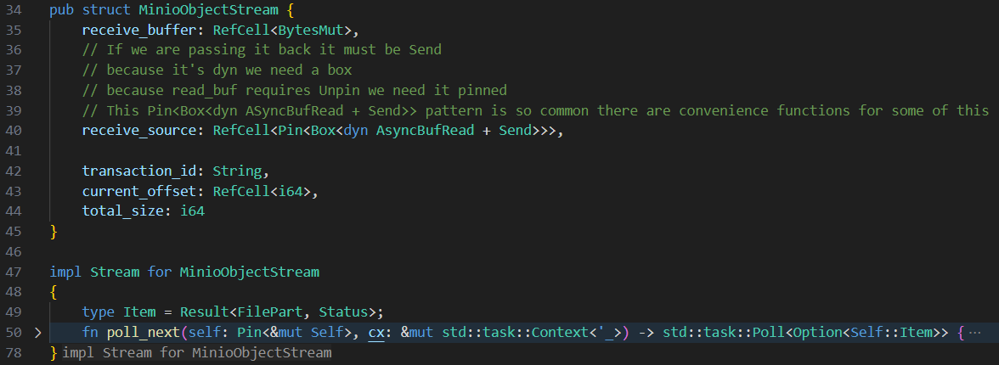 34 pub struct MinioObjectStream {
35 receive_buffer: RefCell<BytesMut>,
36 // If we are passing it back it must be Send
37 // because it's dyn we need a box
38 // because read_buf requires Unpin we need it pinned
39 // This Pin<Box<dyn ASyncBufRead + Send>> pattern is so common there are convenience functions for some of this
40 receive_source: RefCell<Pin<Box<dyn AsyncBufRead + Send>>>,
41
42 transaction_id: String,
43 current_offset: RefCell<i64>,
44 total_size: i64
45 }
46
47 impl Stream for MinioObjectStream
48 {
49 type Item = Result<FilePart, Status>;
50 > fn poll_next(self: Pin<&mut Self>, cx: &mut std::task::Context<'_>) -> std::task::Poll<Option<Self::Item>> {···
78 } impl Stream for MinioObjectStream